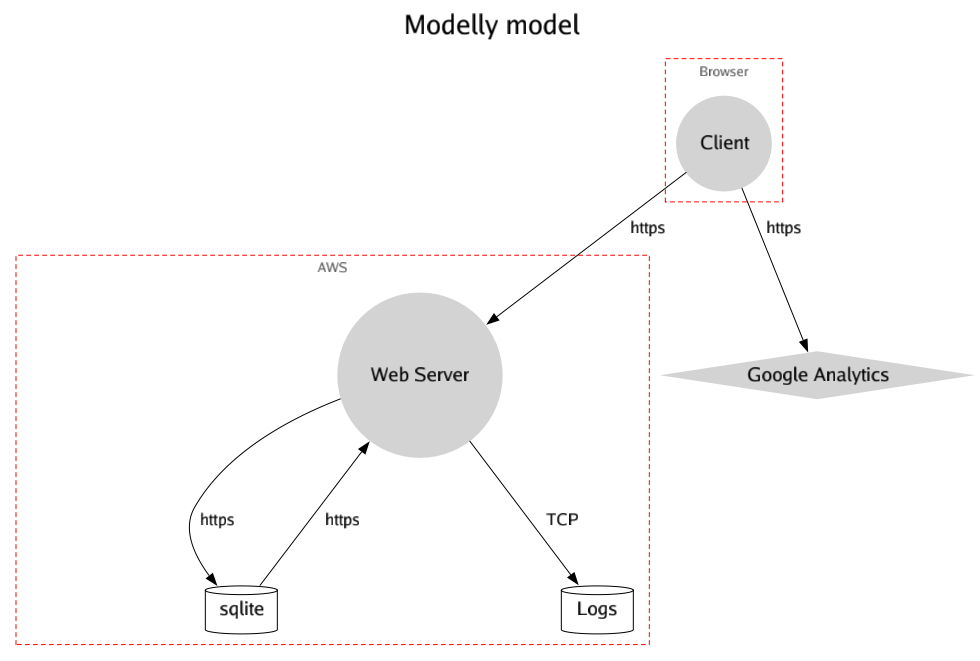 Modelly model
Browser
Client
https
https
AWS
Web Server
Google Analytics
https
https
TCP
sqlite
Logs